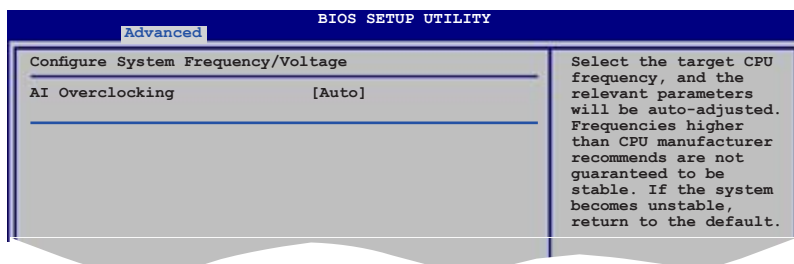 BIOS SETUP UTILITY
Advanced
Configure System Frequency/Voltage
AI Overclocking [Auto]
Select the target CPU
frequency, and the
relevant parameters
will be auto-adjusted.
Frequencies higher
than CPU manufacturer
recommends are not
guaranteed to be
stable. If the system
becomes unstable,
return to the default.